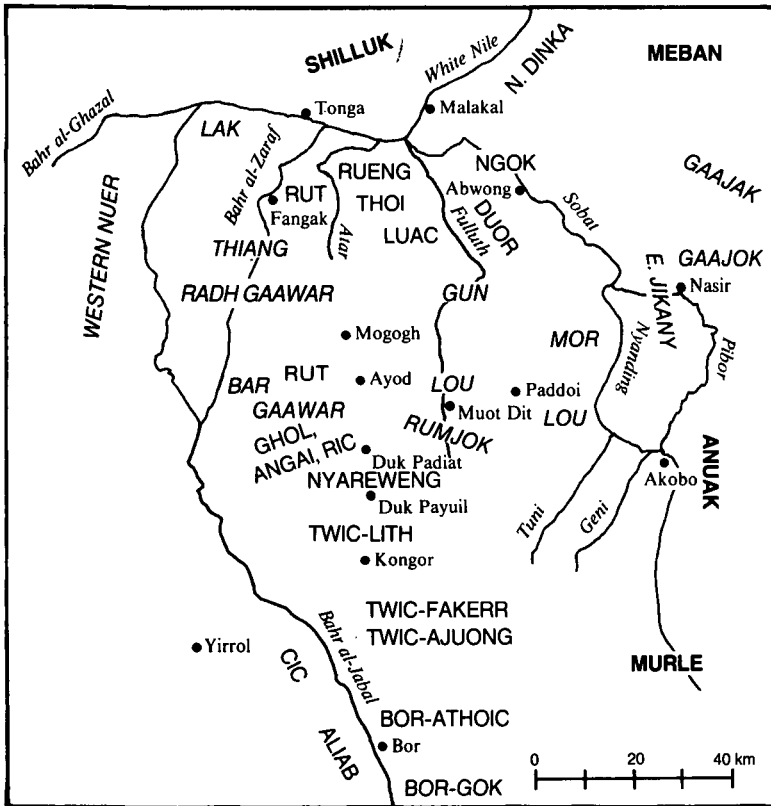 SHILLUK
White Nile
N. DINKA
MEBAN
Bahr al-Ghazal
Tonga
Malakal
LAK
Bahr al-Zaraf
RUENG
NGOK
GAAJAK
RUT
THOI
Abwong
Fangak
Atar
LUAC
Fulluth
DUOR
Sobat
WESTERN NUER
THIANG
GAAJOK
RADH GAAWAR
GUN
E. JIKANY
Nasir
Mogogh
MOR
Nyanding
Pibor
BAR
RUT
Ayod
LOU
Paddoi
GAAWAR
Muot Dit
LOU
GHOL,
RUMJOK
ANGAI, RIC
Duk Padiat
ANUAK
NYAREWENG
Akobo
Duk Payuil
Tuni
Geni
TWIC-LITH
Kongor
TWIC-FAKERR
Bahr al-Jabal
TWIC-AJUONG
Yirrol
CIC
MURLE
BOR-ATHOIC
ALIAB
Bor
BOR-GOK
0 20 40 km